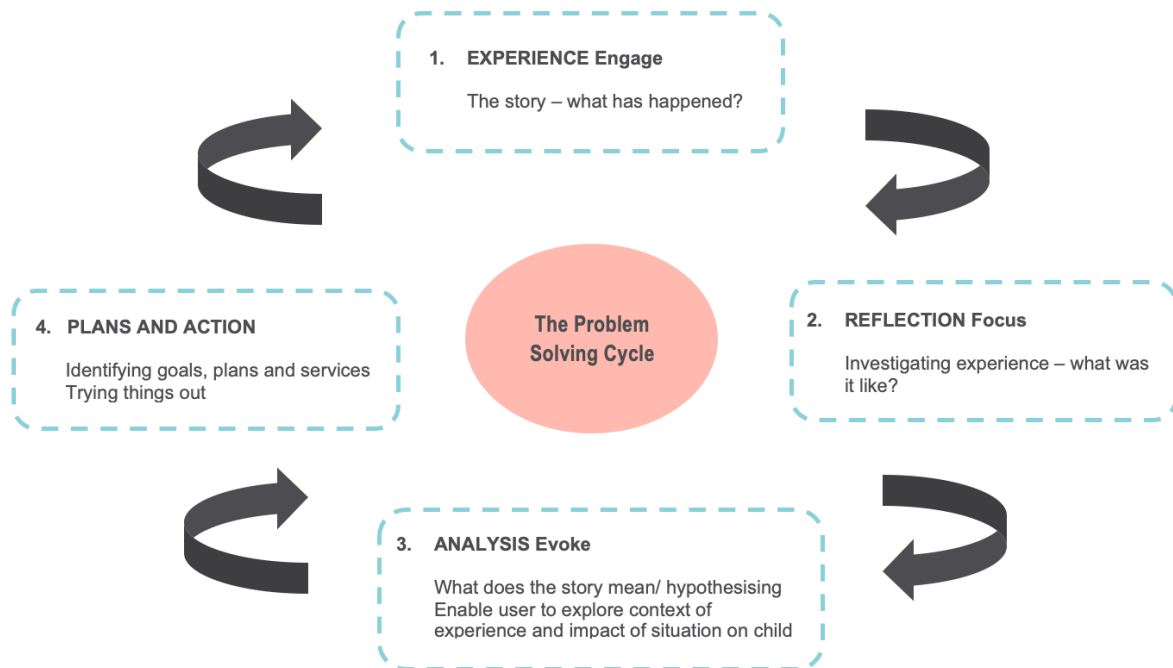 1. EXPERIENCE Engage
The story – what has happened?
2. REFLECTION Focus
Investigating experience – what was
it like?
3. ANALYSIS Evoke
What does the story mean/ hypothesising
Enable user to explore context of
experience and impact of situation on child
4. PLANS AND ACTION
Identifying goals, plans and services
Trying things out
The Problem
Solving Cycle